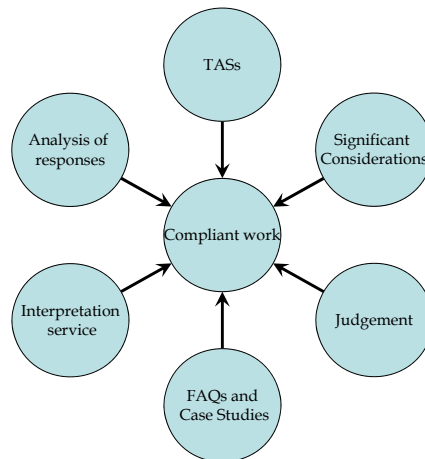 TASs
Analysis of
responses
Significant
Considerations
Compliant work
Interpretation
service
Judgement
FAQs and
Case Studies